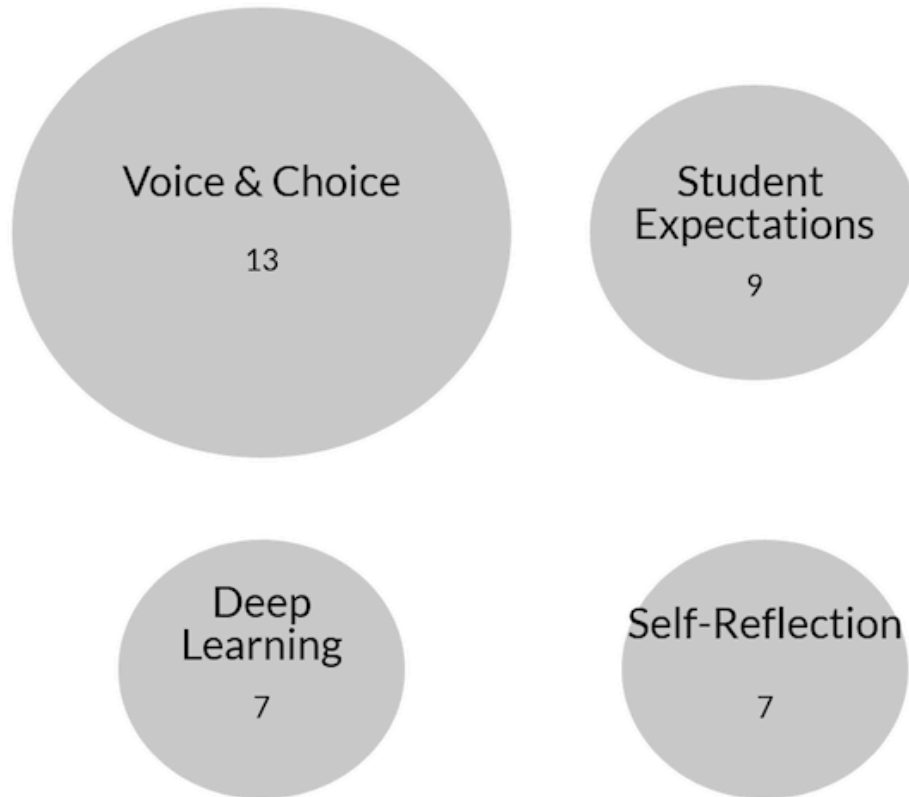 Voice & Choice
13
Student
Expectations
9
Deep
Learning
7
Self-Reflection
7